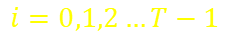 i = 0,1,2 … T − 1